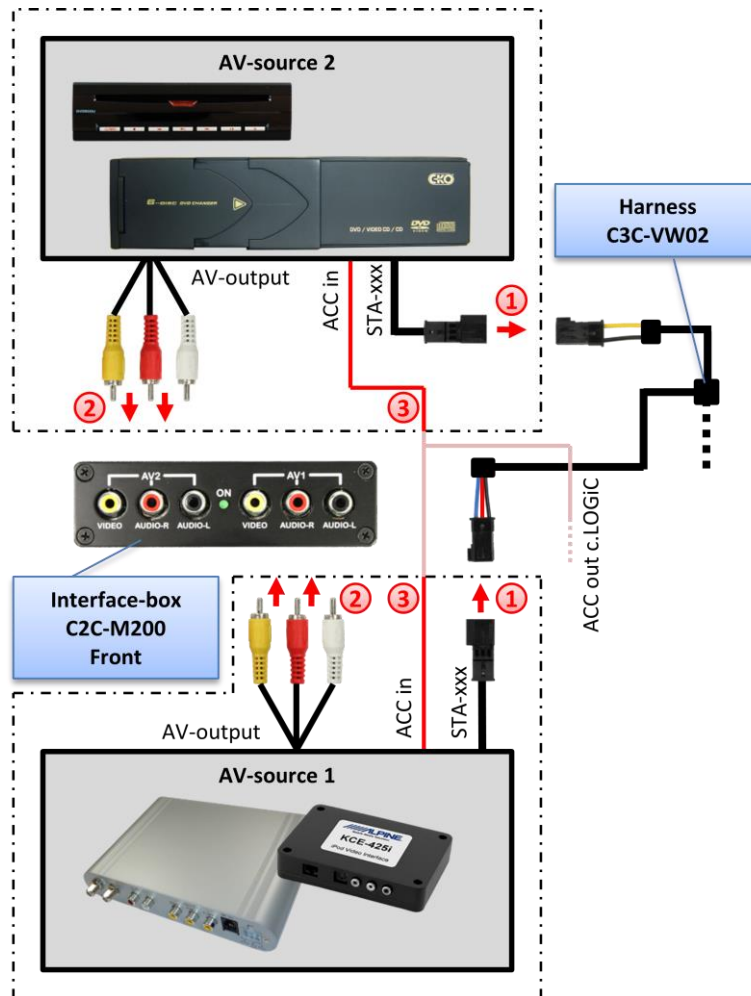 AV-source 2
CKO
6-DISC DVD CHANGER
DVD / VIDEO CD / CD
DVD
AV-output
ACC in
STA-xxx
1
Harness
C3C-VW02
2
3
AV2
AV1
ON
VIDEO
AUDIO-R
AUDIO-L
VIDEO
AUDIO-R
AUDIO-L
ACC out c.LOGiC
Interface-box
C2C-M200
Front
2
3
1
AV-output
ACC in
STA-xxx
AV-source 1
ALPINE
KCE-425i
iPod Video Interface